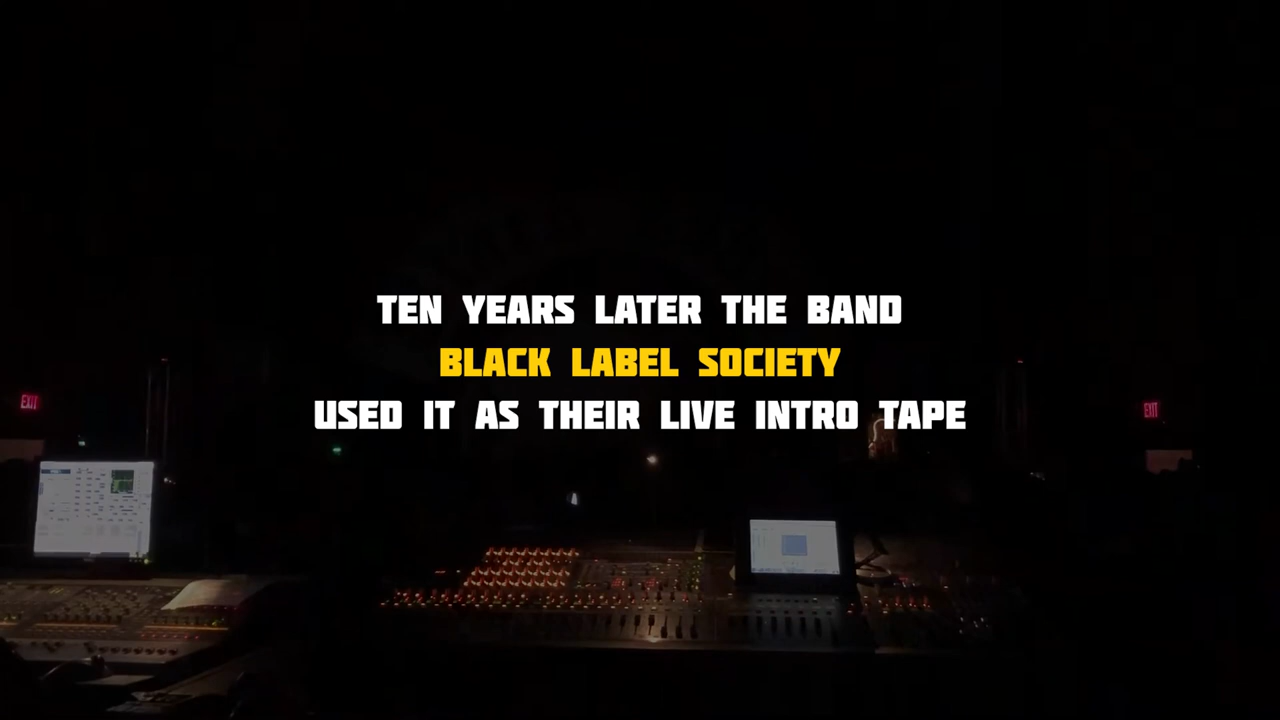 TEN YEARS LATER THE BAND
BLACK LABEL SOCIETY
USED IT AS THEIR LIVE INTRO TAPE
EXIT
EXIT